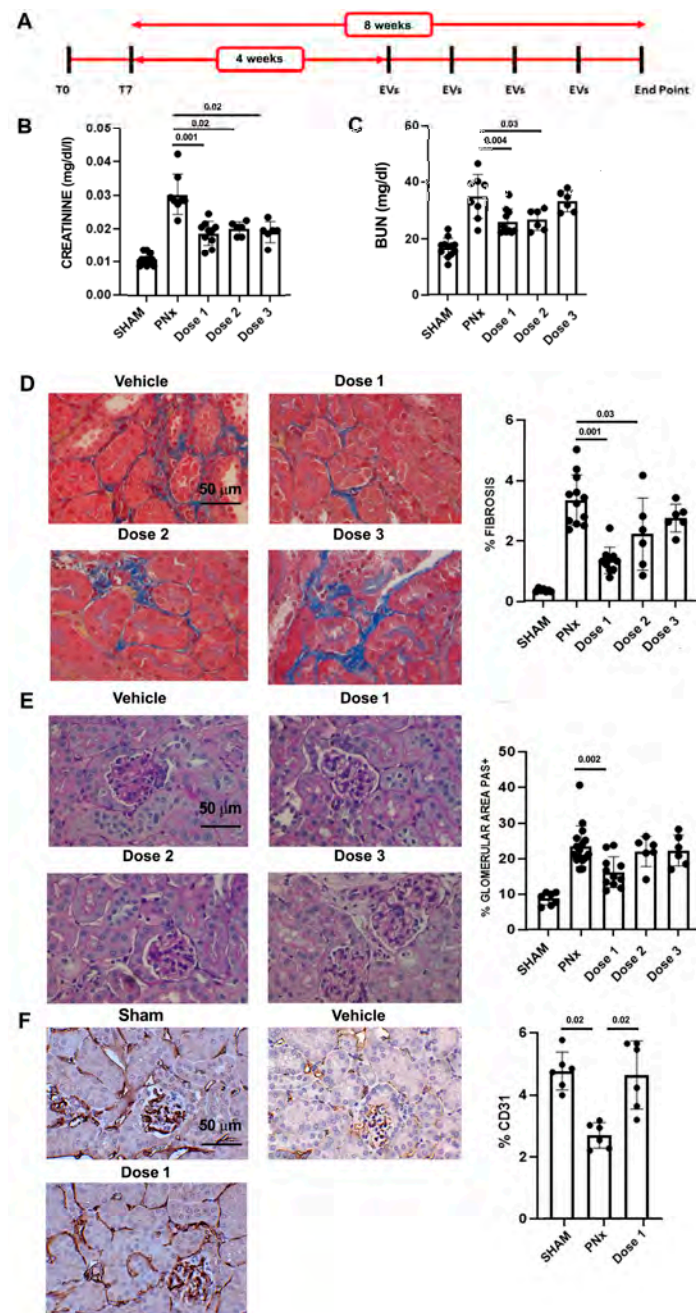 A
8 weeks
4 weeks
T0 T7 EVs EVs EVs EVs End Point
B
CREATININE (mg/dl/l)
0.05
0.04
0.03
0.02
0.01
0.00
0.02
0.02
0.001
SHAM PNx Dose 1 Dose 2 Dose 3
C
BUN (mg/dl)
60
40
20
0
0.03
0.004
SHAM PNx Dose 1 Dose 2 Dose 3
D
Vehicle Dose 1
50 µm
Dose 2 Dose 3
% FIBROSIS
6
4
2
0
0.03
0.001
SHAM PNx Dose 1 Dose 2 Dose 3
E
Vehicle Dose 1
50 µm
Dose 2 Dose 3
% GLOMERULAR AREA PAS+
50
40
30
20
10
0
0.002
SHAM PNx Dose 1 Dose 2 Dose 3
F
Sham Vehicle
50 µm
Dose 1
% CD31
6
4
2
0
0.02 0.02
SHAM PNx Dose 1